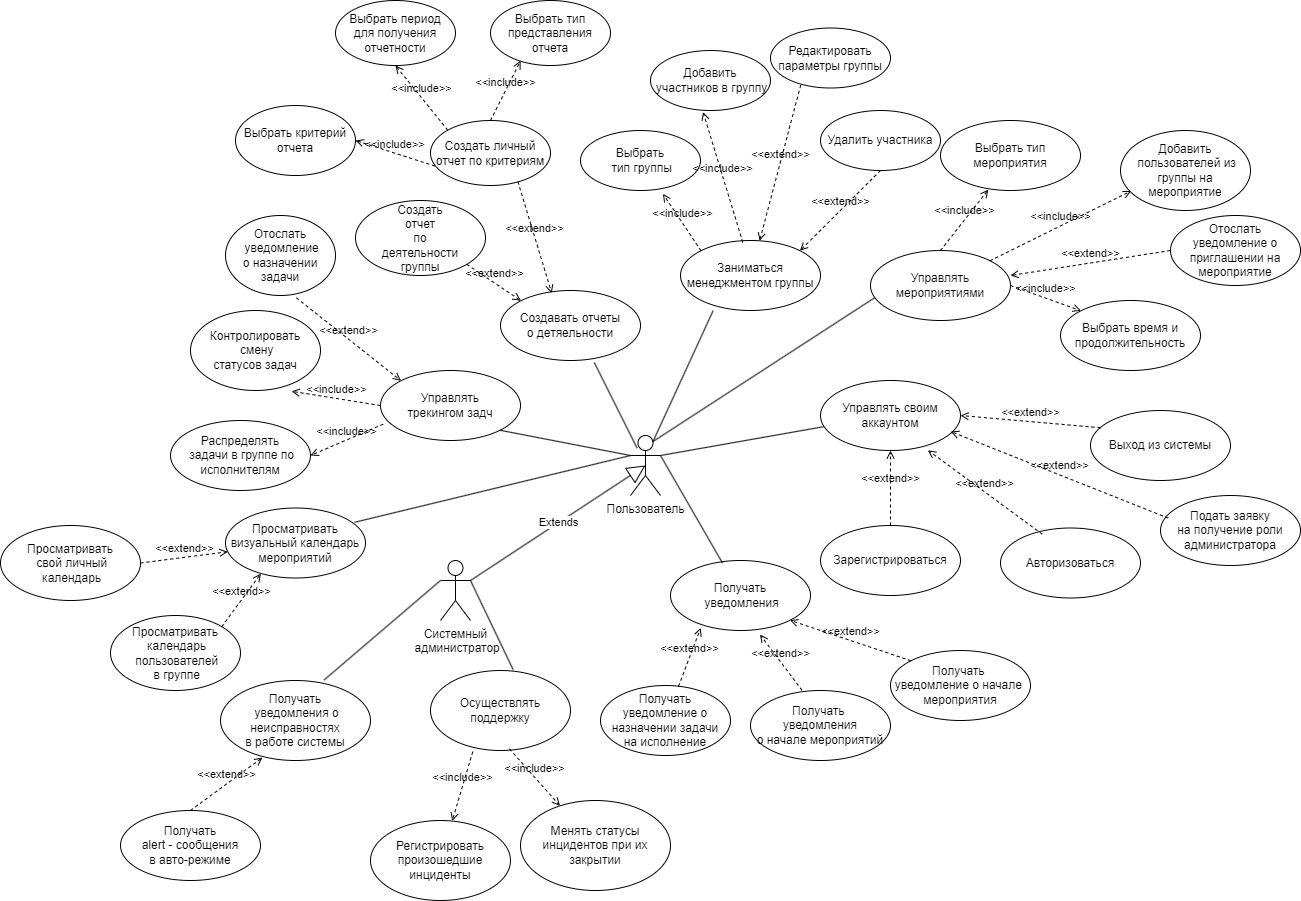 Выбрать период
для получения
отчетности
Выбрать тип
представления
отчета
<<include>>
<<include>>
Выбрать критерий
отчета
<<include>>
Создать личный
отчет по критериям
Добавить
участников в группу
Редактировать
параметры группы
Выбрать
тип группы
<<include>>
<<extend>>
Удалить участника
<<include>>
<<extend>>
Выбрать тип
мероприятия
Добавить
пользователей из
группы на
мероприятие
<<include>>
<<include>>
Отослать
уведомление о
приглашении на
мероприятие
<<extend>>
<<include>>
Выбрать время и
продолжительность
Заниматься
менеджментом группы
Управлять
мероприятиями
Создать
отчет
по
деятельности
группы
<<extend>>
<<extend>>
Создавать отчеты
о детяельности
Отослать
уведомление
о назначении
задачи
<<extend>>
Контролировать
смену
статусов задач
<<include>>
Управлять
трекингом задч
<<include>>
Распределять
задачи в группе по
исполнителям
Управлять своим
аккаунтом
<<extend>>
Выход из системы
<<extend>>
<<extend>>
<<extend>>
Подать заявку
на получение роли
администратора
Зарегистрироваться
Авторизоваться
Пользователь
Extends
Просматривать
визуальный календарь
мероприятий
<<extend>>
Просматривать
свой личный
календарь
<<extend>>
Просматривать
календарь
пользователей
в группе
Системный
администратор
Получать
уведомления
<<extend>>
<<extend>>
<<extend>>
Получать
уведомление о
назначении задачи
на исполнение
Получать
уведомления
о начале мероприятий
Получать
уведомление о начале
мероприятия
Получать
уведомления о
неисправностях
в работе системы
Осуществлять
поддержку
<<extend>>
<<include>>
<<include>>
Получать
alert - сообщения
в авто-режиме
Регистрировать
произошедшие
инциденты
Менять статусы
инцидентов при их
закрытии